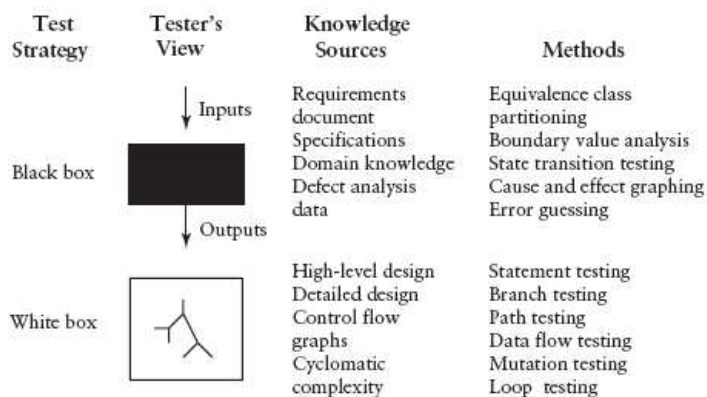 Test Strategy
Tester's View
Knowledge Sources
Methods
Black box
Inputs
Outputs
Requirements
document
Specifications
Domain knowledge
Defect analysis
data
Equivalence class
partitioning
Boundary value analysis
State transition testing
Cause and effect graphing
Error guessing
White box
High-level design
Detailed design
Control flow
graphs
Cyclomatic
complexity
Statement testing
Branch testing
Path testing
Data flow testing
Mutation testing
Loop testing